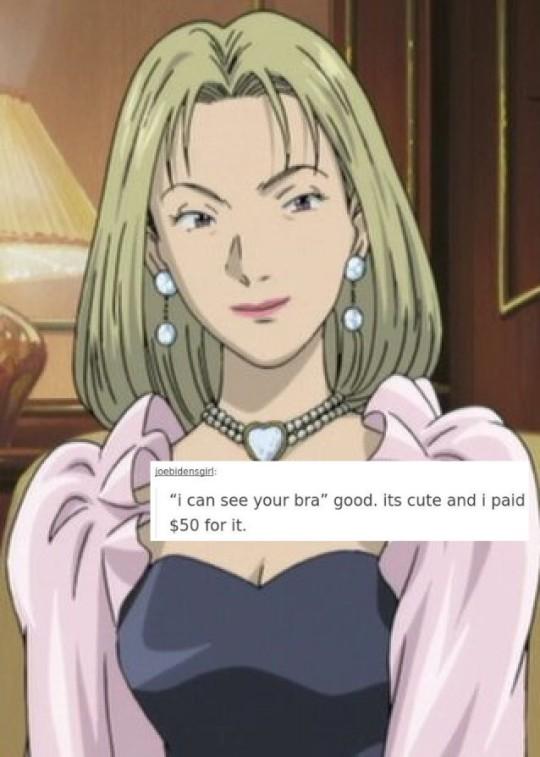 joebidensgirl:
“i can see your bra” good. its cute and i paid
$50 for it.